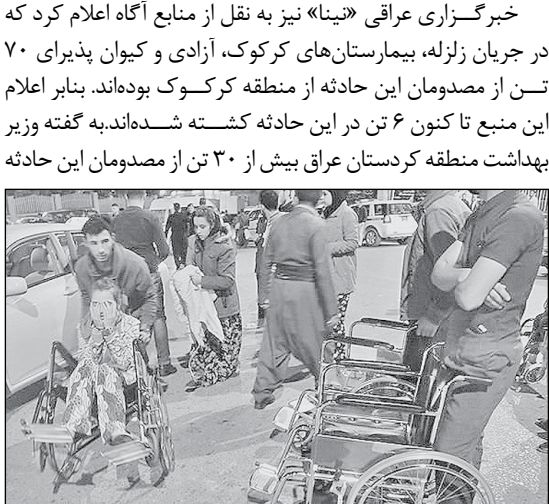 خبرگزاری عراقی «نینا» نیز به نقل از منابع آگاه اعلام کرد که
در جریان زلزله، بیمارستان‌های کرکوک، آزادی و کیوان پذیرای ۷۰
تن از مصدومان این حادثه از منطقه کرکوک بوده‌اند. بنابر اعلام
این منبع تا کنون ۶ تن در این حادثه کشته شده‌اند.به گفته وزیر
بهداشت منطقه کردستان عراق بیش از ۳۰ تن از مصدومان این حادثه